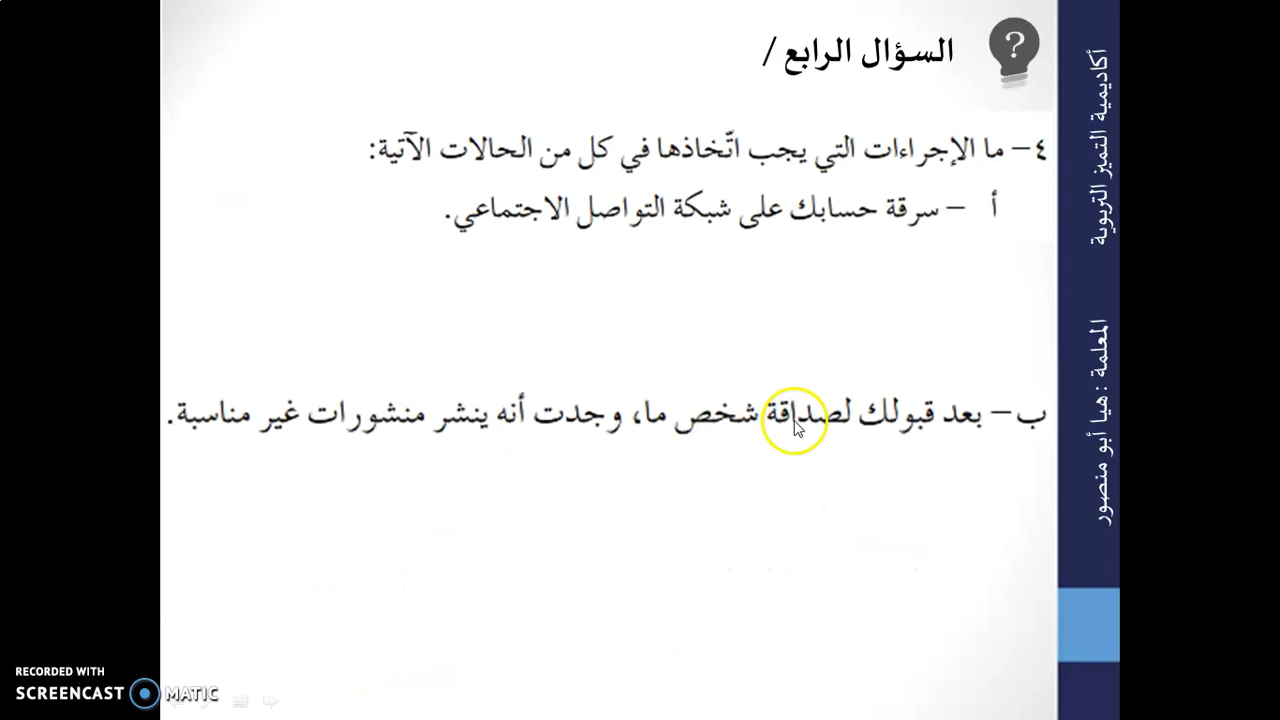 السؤال الرابع /
?
٤ – ما الإجراءات التي يجب اتّخاذها في كل من الحالات الآتية:
أ – سرقة حسابك على شبكة التواصل الاجتماعي.
ب – بعد قبولك لصداقة شخص ما، وجدت أنه ينشر منشورات غير مناسبة.
أكاديمية التميز التربوية
المعلمة : هيا أبو منصور
RECORDED WITH
SCREENCAST MATIC